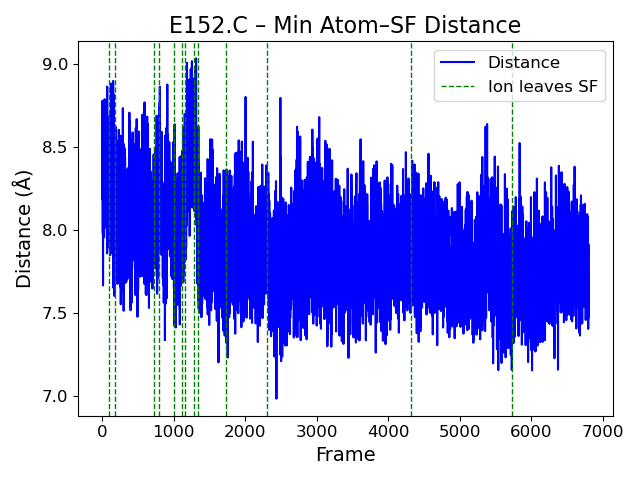 E152.C – Min Atom–SF Distance
Distance (Å)
9.0
8.5
8.0
7.5
7.0
Distance
Ion leaves SF
0 1000 2000 3000 4000 5000 6000 7000
Frame